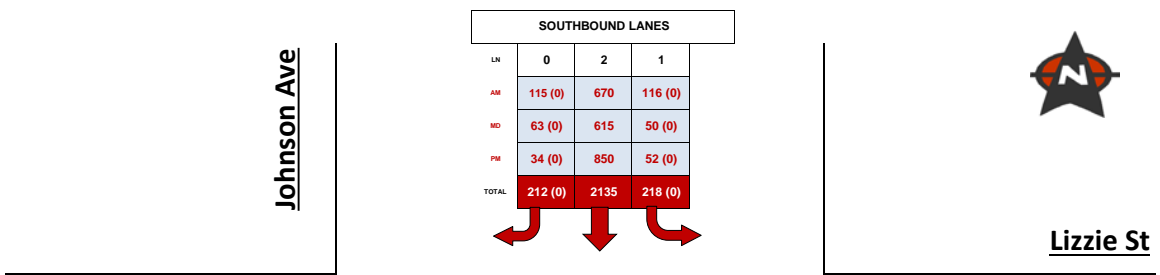 SOUTHBOUND LANES
LN 0 2 1
AM 115 (0) 670 116 (0)
MD 63 (0) 615 50 (0)
PM 34 (0) 850 52 (0)
TOTAL 212 (0) 2135 218 (0)
Johnson Ave
N
Lizzie St